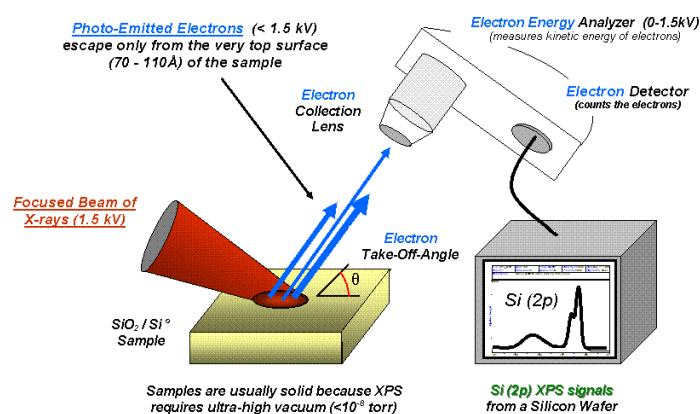 Photo-Emitted Electrons (< 1.5 kV)
escape only from the very top surface
(70 - 110Å) of the sample
Electron Energy Analyzer (0-1.5kV)
(measures kinetic energy of electrons)
Electron
Collection
Lens
Electron Detector
(counts the electrons)
Focused Beam of
X-rays (1.5 kV)
Electron
Take-Off-Angle
θ
Si (2p)
SiO₂ / Si°
Sample
Samples are usually solid because XPS
requires ultra-high vacuum (<10⁻⁸ torr)
Si (2p) XPS signals
from a Silicon Wafer